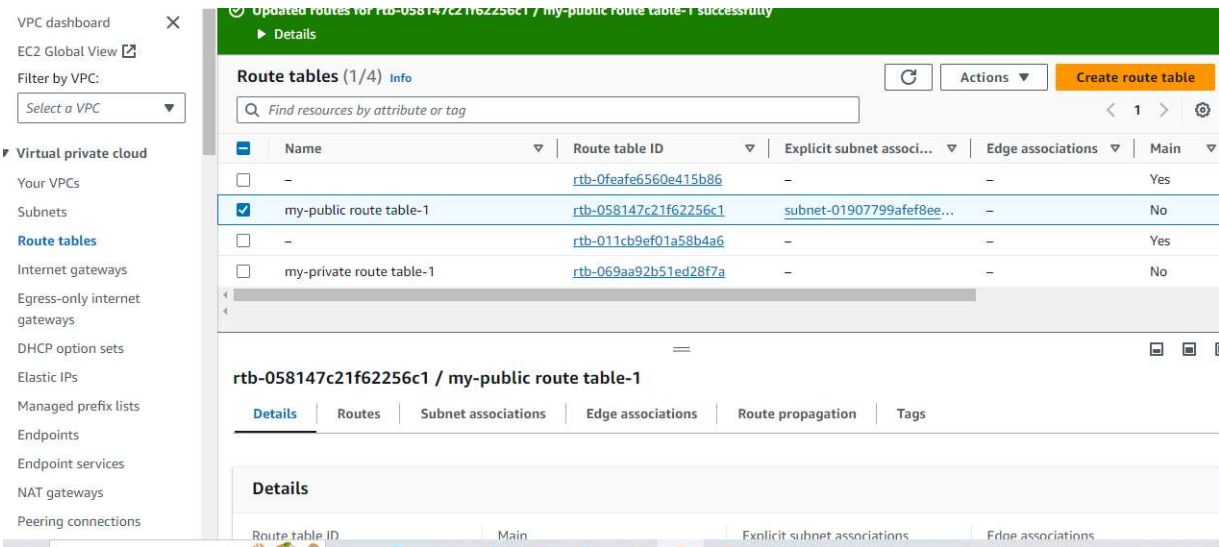 VPC dashboard
EC2 Global View
Filter by VPC:
Select a VPC
Virtual private cloud
Your VPCs
Subnets
Route tables
Internet gateways
Egress-only internet
gateways
DHCP option sets
Elastic IPs
Managed prefix lists
Endpoints
Endpoint services
NAT gateways
Peering connections
Updated routes for rtb-058147c21f62256c1 / my-public route table-1 successfully
Details
Route tables (1/4) Info
Actions
Create route table
Find resources by attribute or tag
1
Name Route table ID Explicit subnet associ... Edge associations Main
– rtb-0feafe6560e415b86 – – Yes
my-public route table-1 rtb-058147c21f62256c1 subnet-01907799afef8ee... – No
– rtb-011cb9ef01a58b4a6 – – Yes
my-private route table-1 rtb-069aa92b51ed28f7a – – No
rtb-058147c21f62256c1 / my-public route table-1
Details Routes Subnet associations Edge associations Route propagation Tags
Details
Route table ID Main Explicit subnet associations Edge associations